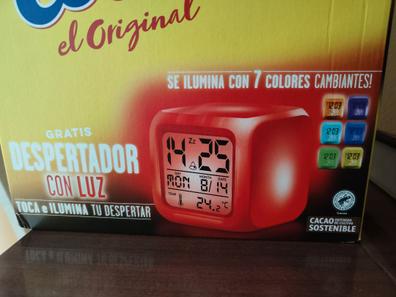 el Original
SE ILUMINA CON 7 COLORES CAMBIANTES!
GRATIS
DESPERTADOR
CON LUZ
TOCA e ILUMINA TU DESPERTAR
14 Zz 25
MON 8/14
24.2 °C
CACAO
SOSTENIBLE